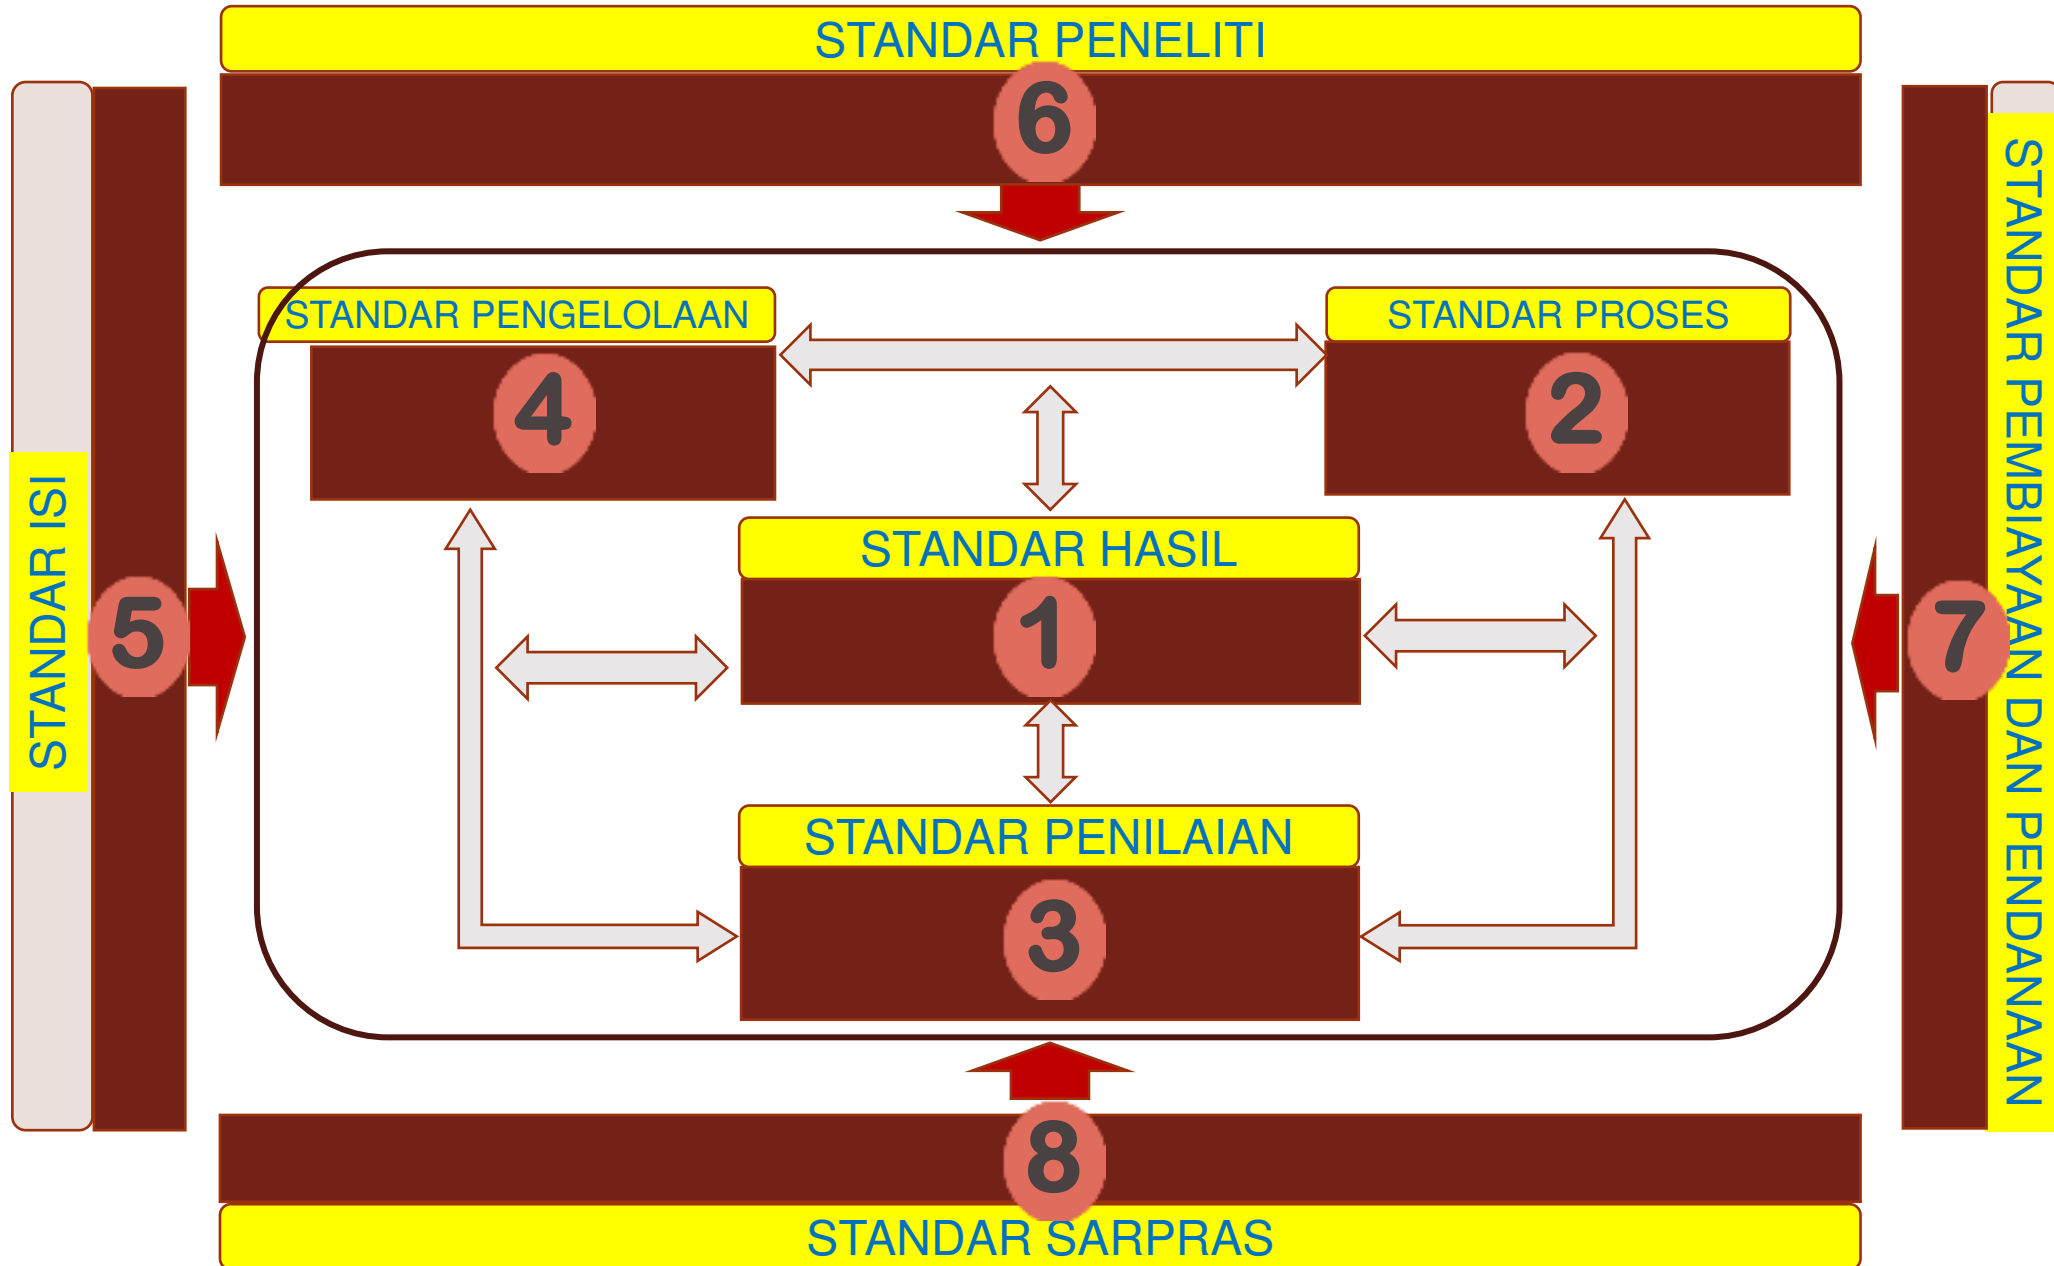 STANDAR PENELITI
6
STANDAR PENGELOLAAN
4
STANDAR PROSES
2
STANDAR ISI
5
STANDAR HASIL
1
7
STANDAR PEMBIAYAAN DAN PENDANAAN
STANDAR PENILAIAN
3
8
STANDAR SARPRAS